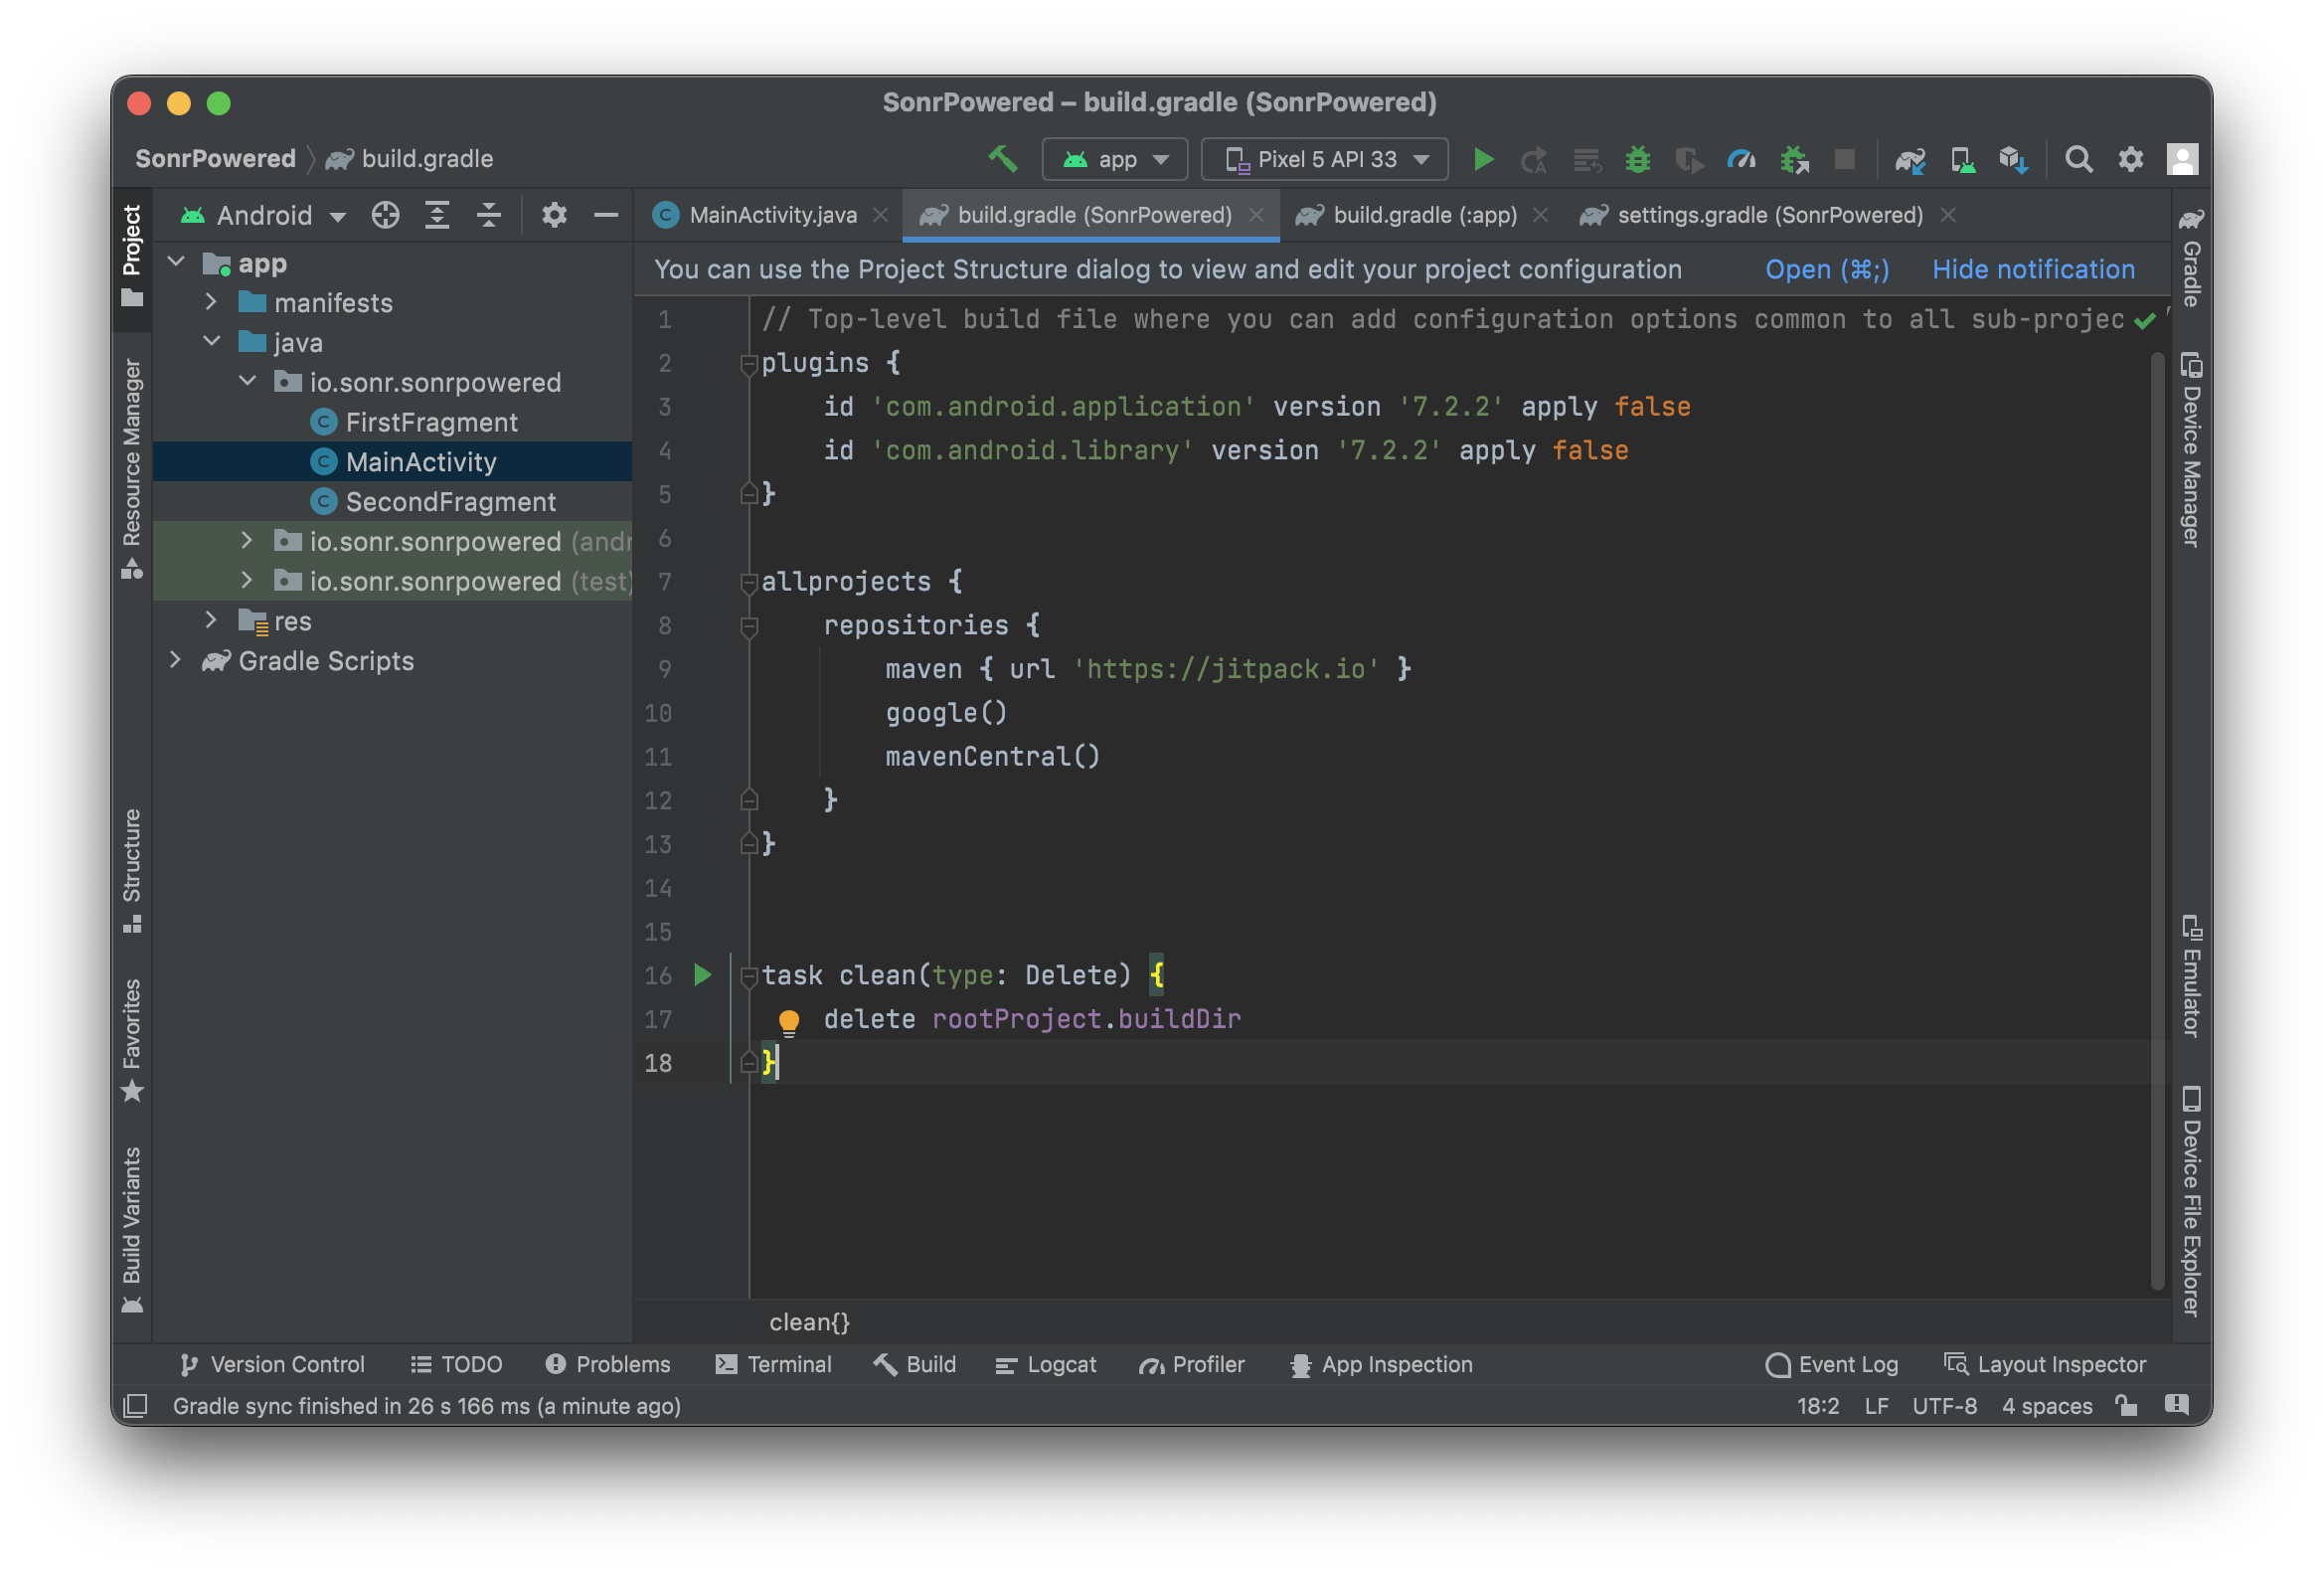 SonrPowered – build.gradle (SonrPowered)
SonrPowered build.gradle
app
Pixel 5 API 33
Android
MainActivity.java
build.gradle (SonrPowered)
build.gradle (:app)
settings.gradle (SonrPowered)
You can use the Project Structure dialog to view and edit your project configuration
Open (⌘;)
Hide notification
Project
Resource Manager
Structure
Favorites
Build Variants
app
manifests
java
io.sonr.sonrpowered
FirstFragment
MainActivity
SecondFragment
io.sonr.sonrpowered (andr
io.sonr.sonrpowered (test)
res
Gradle Scripts
1 // Top-level build file where you can add configuration options common to all sub-projec
2 plugins {
3     id 'com.android.application' version '7.2.2' apply false
4     id 'com.android.library' version '7.2.2' apply false
5 }
6
7 allprojects {
8     repositories {
9         maven { url 'https://jitpack.io' }
10         google()
11         mavenCentral()
12     }
13 }
14
15
16 task clean(type: Delete) {
17     delete rootProject.buildDir
18 }
clean{}
Gradle
Device Manager
Emulator
Device File Explorer
Version Control
TODO
Problems
Terminal
Build
Logcat
Profiler
App Inspection
Event Log
Layout Inspector
Gradle sync finished in 26 s 166 ms (a minute ago)
18:2 LF UTF-8 4 spaces